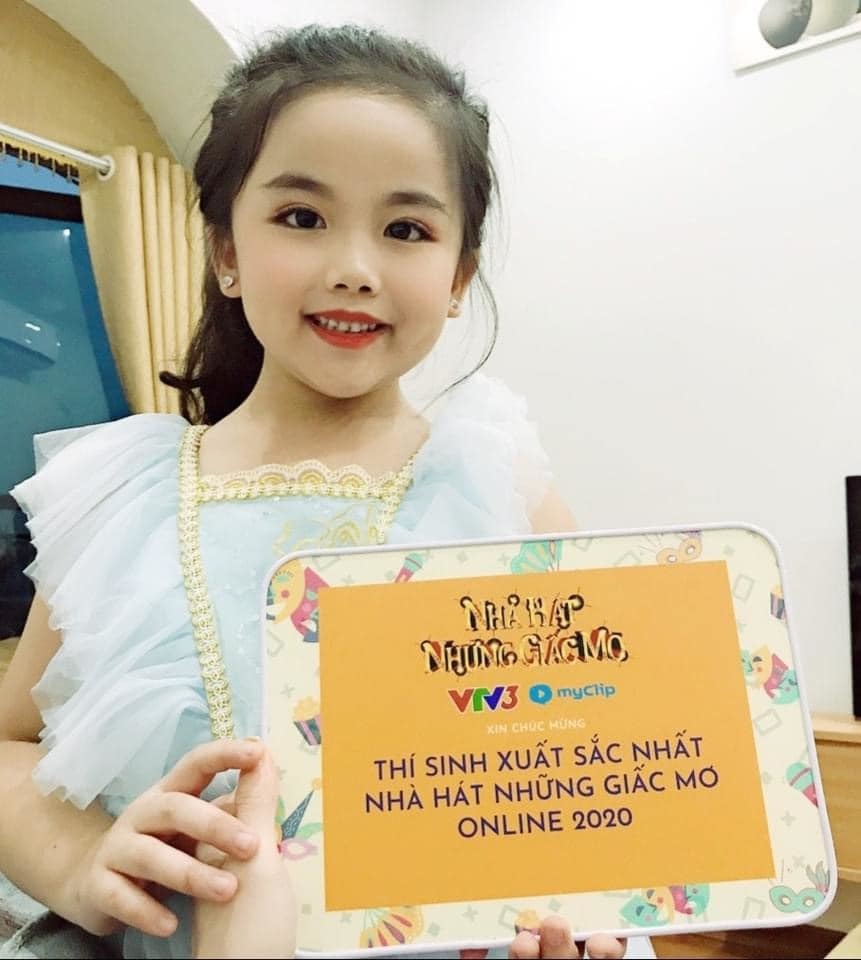 NHÀ HÁT
NHỮNG GIẤC MƠ
VTV3 myclip
XIN CHÚC MỪNG
THÍ SINH XUẤT SẮC NHẤT
NHÀ HÁT NHỮNG GIẤC MƠ
ONLINE 2020